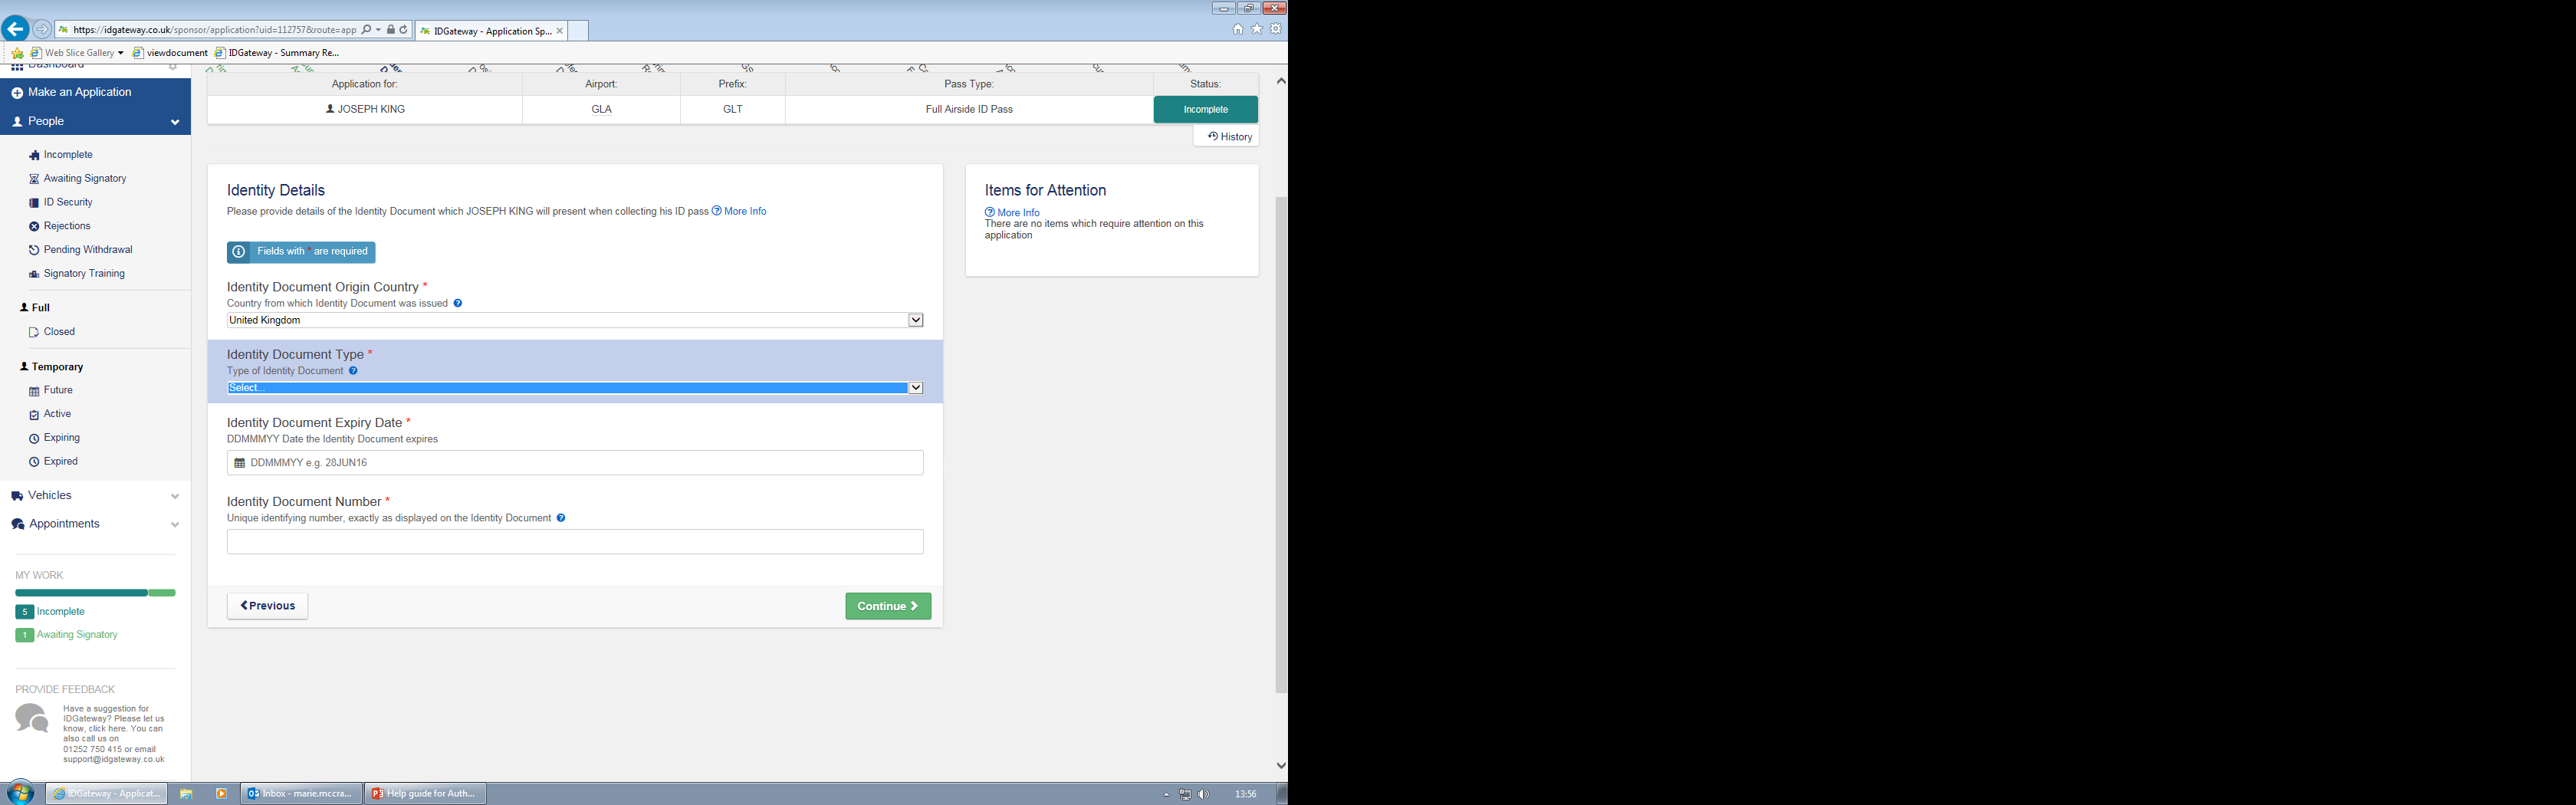 https://idgateway.co.uk/sponsor/application?uid=112757&route=app
IDGateway - Application Sp...
Web Slice Gallery
viewdocument
IDGateway - Summary Re...
Dashboard
Make an Application
People
Incomplete
Awaiting Signatory
ID Security
Rejections
Pending Withdrawal
Signatory Training
Full
Closed
Temporary
Future
Active
Expiring
Expired
Vehicles
Appointments
MY WORK
5 Incomplete
1 Awaiting Signatory
PROVIDE FEEDBACK
Have a suggestion for
IDGateway? Please let us
know, click here. You can
also call us on
01252 750 415 or email
support@idgateway.co.uk
Application for: Airport: Prefix: Pass Type: Status:
JOSEPH KING GLA GLT Full Airside ID Pass Incomplete
History
Identity Details
Please provide details of the Identity Document which JOSEPH KING will present when collecting his ID pass More Info
Fields with * are required
Identity Document Origin Country *
Country from which Identity Document was issued
United Kingdom
Identity Document Type *
Type of Identity Document
Select...
Identity Document Expiry Date *
DDMMMYY Date the Identity Document expires
DDMMMYY e.g. 28JUN16
Identity Document Number *
Unique identifying number, exactly as displayed on the Identity Document
Previous
Continue
Items for Attention
More Info
There are no items which require attention on this
application
IDGateway - Applicat...
Inbox - marie.mccra...
Help guide for Auth...
13:56